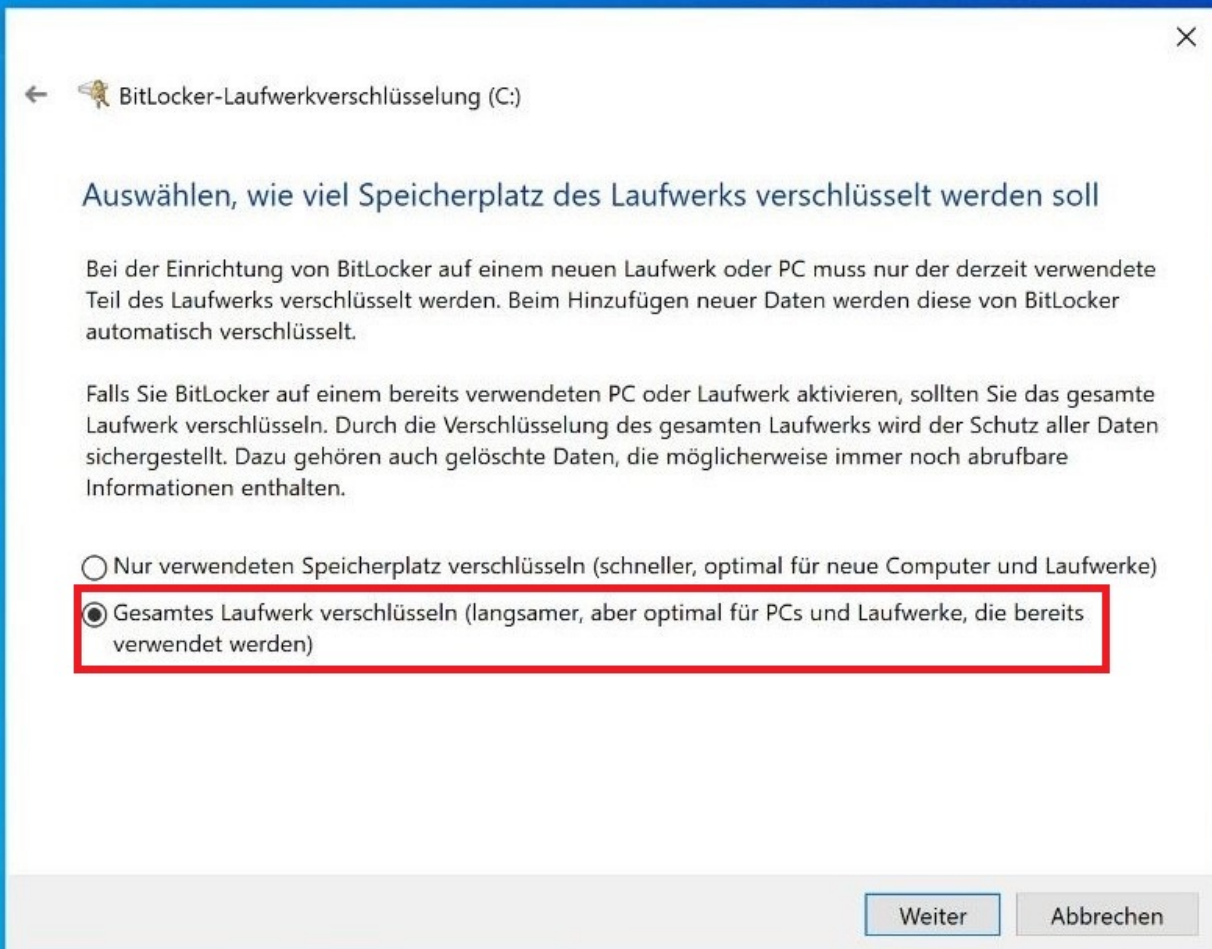 BitLocker-Laufwerkverschlüsselung (C:)
Auswählen, wie viel Speicherplatz des Laufwerks verschlüsselt werden soll
Bei der Einrichtung von BitLocker auf einem neuen Laufwerk oder PC muss nur der derzeit verwendete
Teil des Laufwerks verschlüsselt werden. Beim Hinzufügen neuer Daten werden diese von BitLocker
automatisch verschlüsselt.
Falls Sie BitLocker auf einem bereits verwendeten PC oder Laufwerk aktivieren, sollten Sie das gesamte
Laufwerk verschlüsseln. Durch die Verschlüsselung des gesamten Laufwerks wird der Schutz aller Daten
sichergestellt. Dazu gehören auch gelöschte Daten, die möglicherweise immer noch abrufbare
Informationen enthalten.
Nur verwendeten Speicherplatz verschlüsseln (schneller, optimal für neue Computer und Laufwerke)
Gesamtes Laufwerk verschlüsseln (langsamer, aber optimal für PCs und Laufwerke, die bereits
verwendet werden)
Weiter Abbrechen